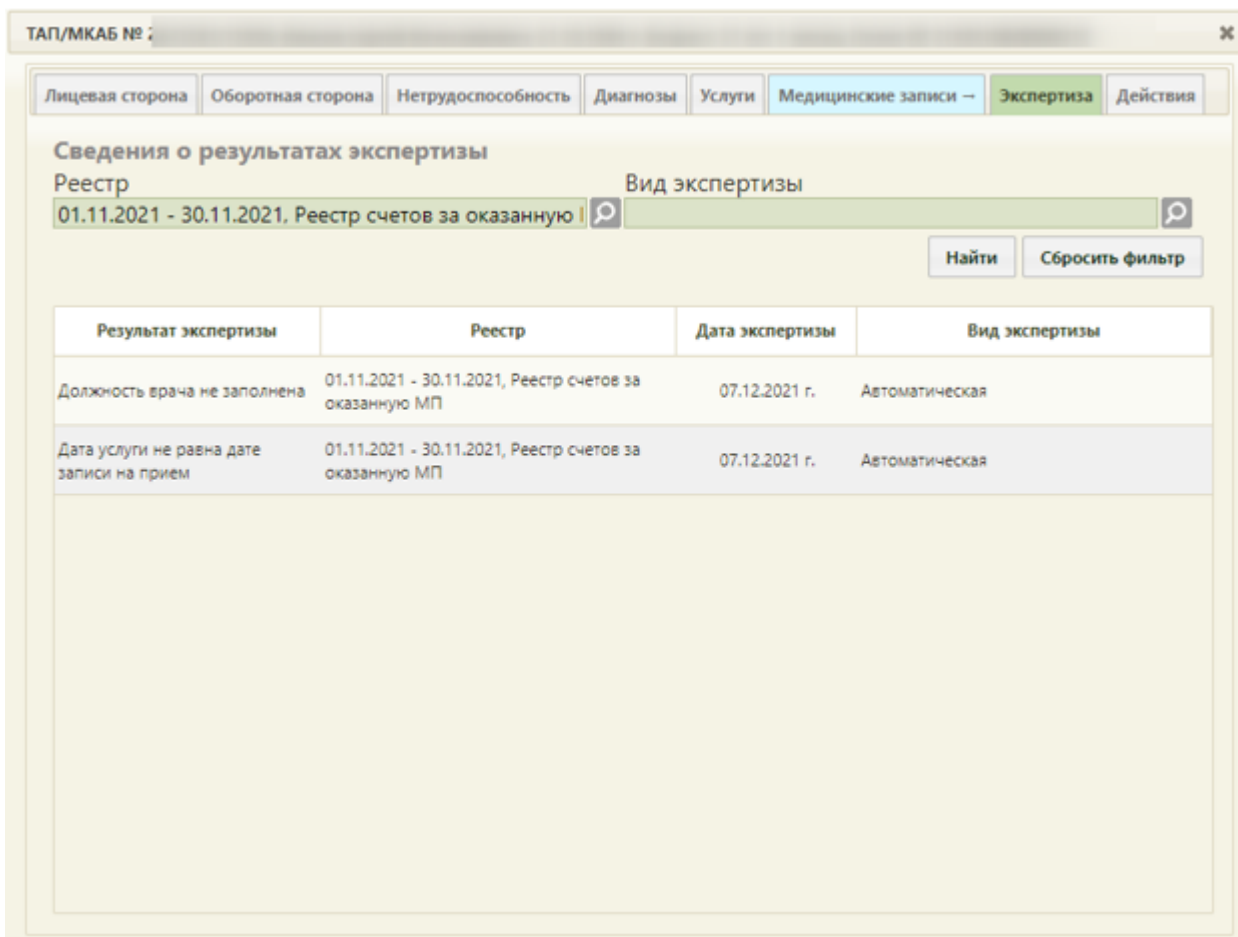 ТАП/МКАБ №
Лицевая сторона Оборотная сторона Нетрудоспособность Диагнозы Услуги Медицинские записи → Экспертиза Действия
Сведения о результатах экспертизы
Реестр Вид экспертизы
01.11.2021 - 30.11.2021, Реестр счетов за оказанную
Найти Сбросить фильтр
Результат экспертизы Реестр Дата экспертизы Вид экспертизы
Должность врача не заполнена 01.11.2021 - 30.11.2021, Реестр счетов за
оказанную МП 07.12.2021 г. Автоматическая
Дата услуги не равна дате
записи на прием 01.11.2021 - 30.11.2021, Реестр счетов за
оказанную МП 07.12.2021 г. Автоматическая